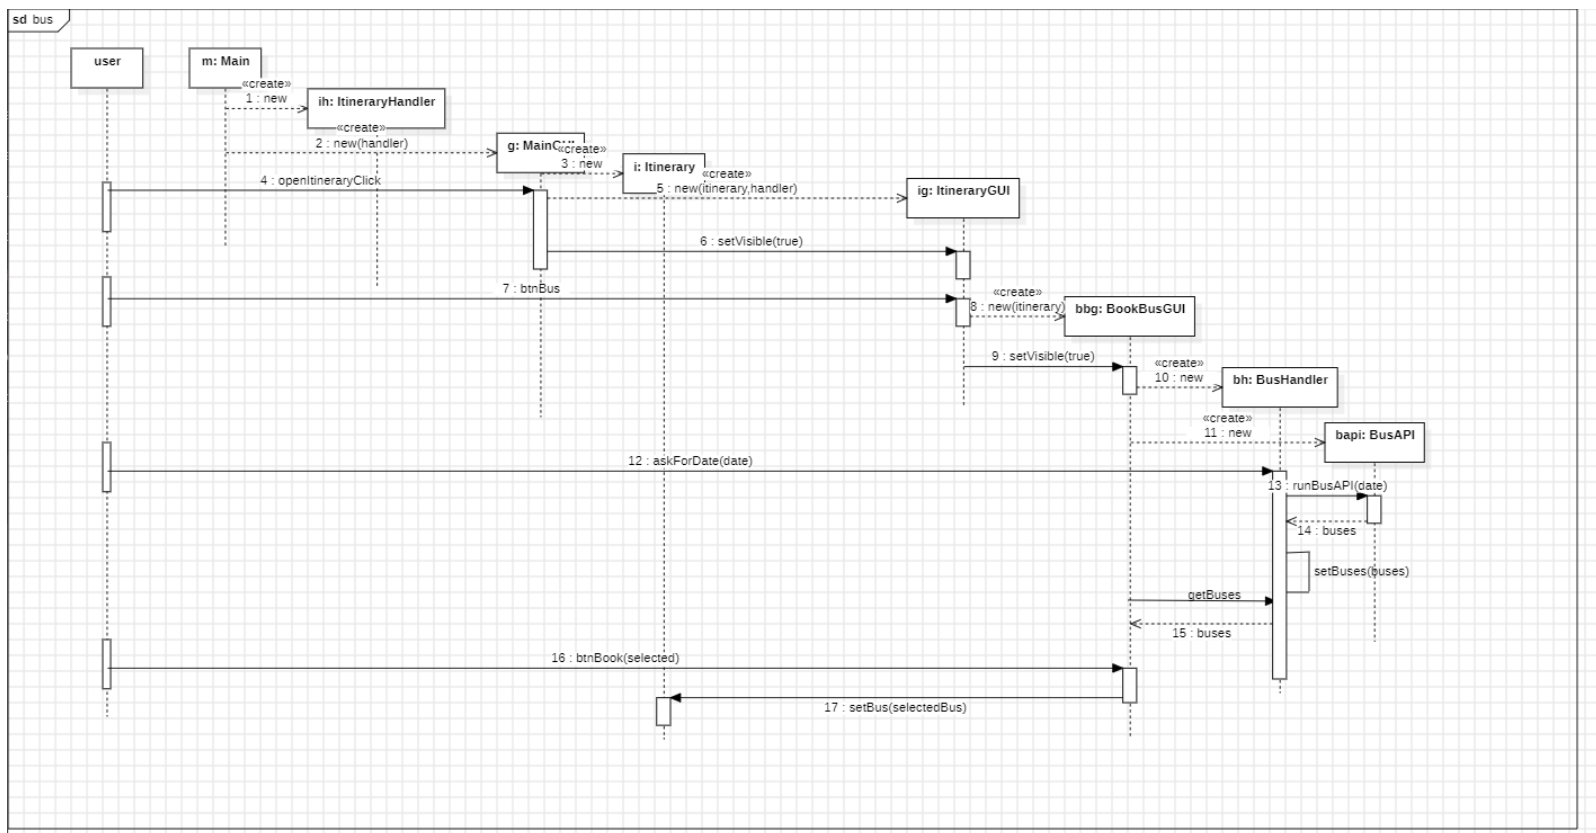 sd bus
user
m: Main
«create»
1 : new
ih: ItineraryHandler
«create»
2 : new(handler)
g: MainGUI
«create»
3 : new
i: Itinerary
«create»
4 : openItineraryClick
5 : new(itinerary,handler)
ig: ItineraryGUI
6 : setVisible(true)
7 : btnBus
«create»
8 : new(itinerary)
bbg: BookBusGUI
9 : setVisible(true)
«create»
10 : new
bh: BusHandler
«create»
11 : new
bapi: BusAPI
12 : askForDate(date)
13 : runBusAPI(date)
14 : buses
setBuses(buses)
getBuses
15 : buses
16 : btnBook(selected)
17 : setBus(selectedBus)